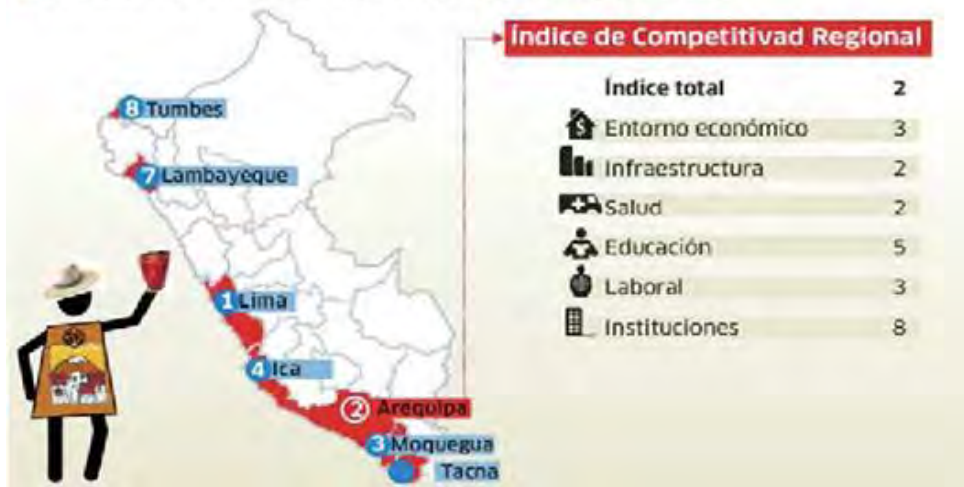 Índice de Competitivad Regional
Índice total 2
Entorno económico 3
Infraestructura 2
Salud 2
Educación 5
Laboral 3
Instituciones 8
8 Tumbes
7 Lambayeque
1 Lima
4 Ica
2 Arequipa
3 Moquegua
Tacna